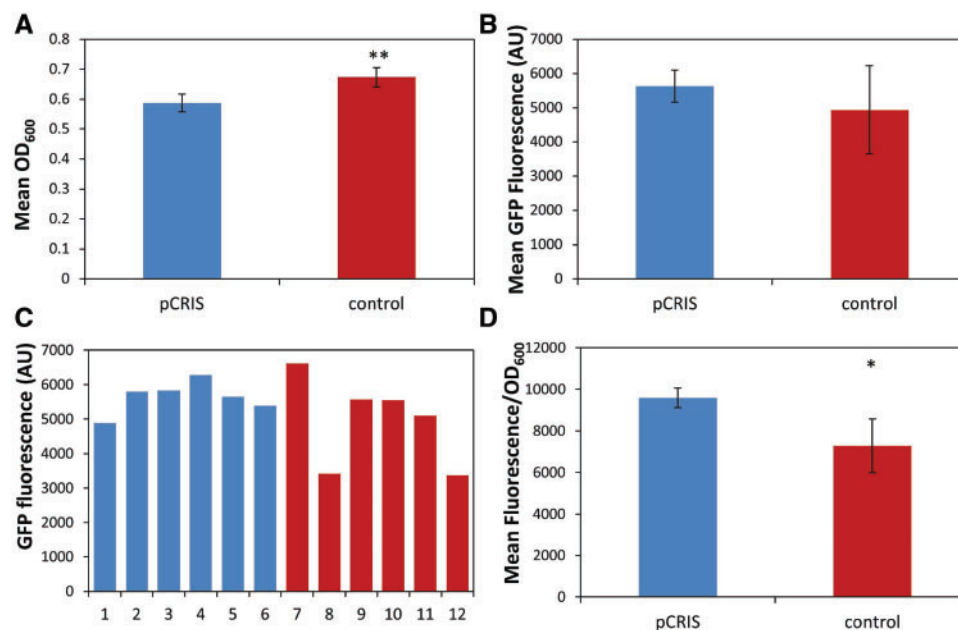 A
Mean OD600
0.8
0.7
0.6
0.5
0.4
0.3
0.2
0.1
0
**
pCRIS control
B
Mean GFP Fluorescence (AU)
7000
6000
5000
4000
3000
2000
1000
0
pCRIS control
C
GFP fluorescence (AU)
7000
6000
5000
4000
3000
2000
1000
0
1 2 3 4 5 6 7 8 9 10 11 12
D
Mean Fluorescence/OD600
12000
10000
8000
6000
4000
2000
0
*
pCRIS control